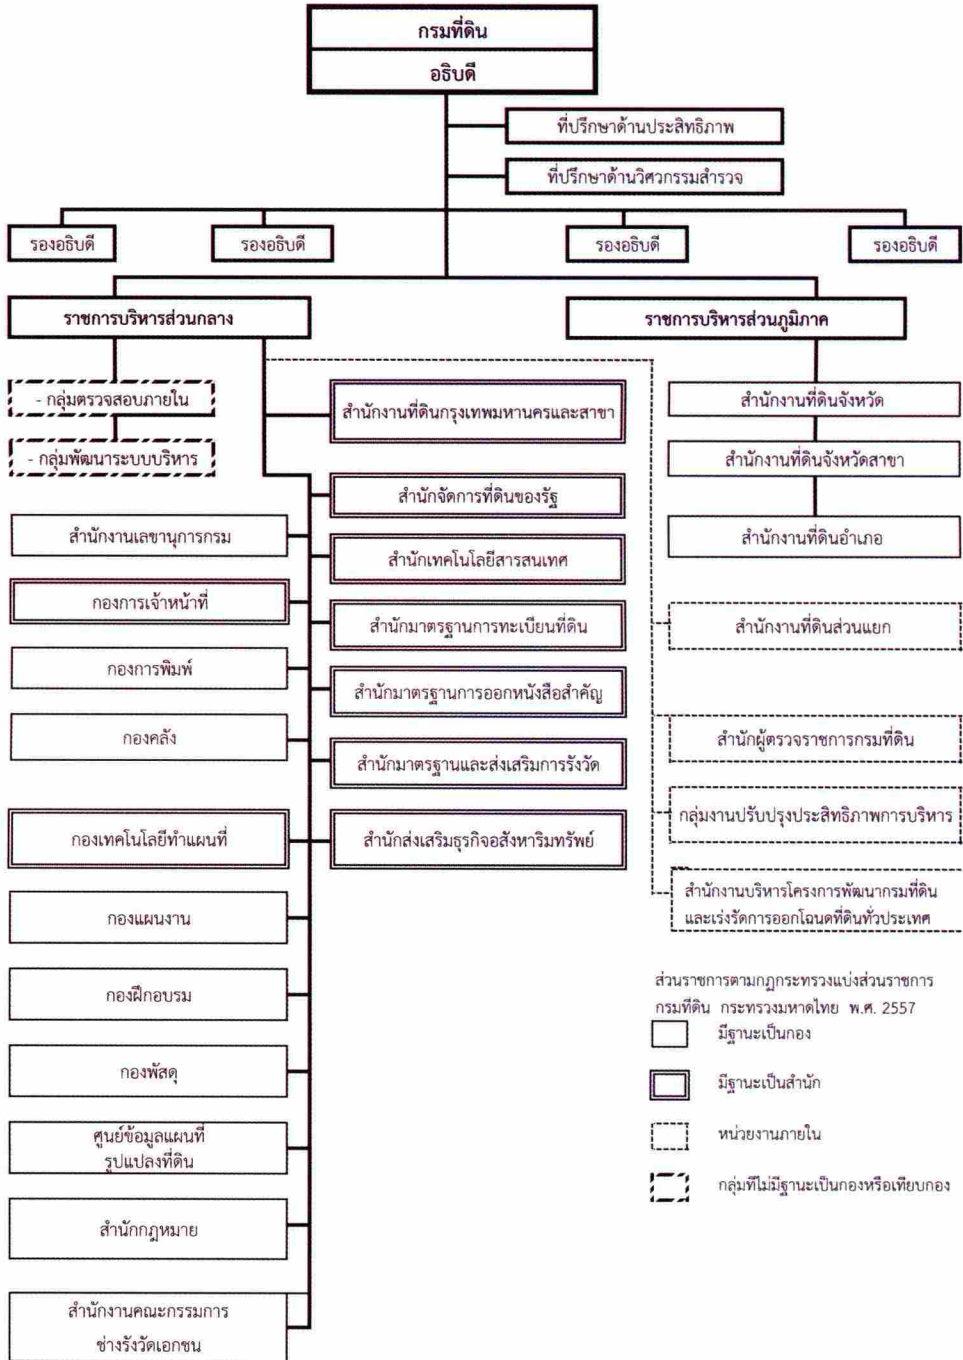 กรมที่ดิน
อธิบดี
ที่ปรึกษาด้านประสิทธิภาพ
ที่ปรึกษาด้านวิศวกรรมสำรวจ
รองอธิบดี
รองอธิบดี
รองอธิบดี
รองอธิบดี
ราชการบริหารส่วนกลาง
ราชการบริหารส่วนภูมิภาค
- กลุ่มตรวจสอบภายใน
- กลุ่มพัฒนาระบบบริหาร
สำนักงานเลขานุการกรม
กองการเจ้าหน้าที่
กองการพิมพ์
กองคลัง
กองเทคโนโลยีทำแผนที่
กองแผนงาน
กองฝึกอบรม
กองพัสดุ
ศูนย์ข้อมูลแผนที่
รูปแปลงที่ดิน
สำนักกฎหมาย
สำนักงานคณะกรรมการ
ช่างรังวัดเอกชน
สำนักงานที่ดินกรุงเทพมหานครและสาขา
สำนักจัดการที่ดินของรัฐ
สำนักเทคโนโลยีสารสนเทศ
สำนักมาตรฐานการทะเบียนที่ดิน
สำนักมาตรฐานการออกหนังสือสำคัญ
สำนักมาตรฐานและส่งเสริมการรังวัด
สำนักส่งเสริมธุรกิจอสังหาริมทรัพย์
สำนักงานที่ดินจังหวัด
สำนักงานที่ดินจังหวัดสาขา
สำนักงานที่ดินอำเภอ
สำนักงานที่ดินส่วนแยก
สำนักผู้ตรวจราชการกรมที่ดิน
กลุ่มงานปรับปรุงประสิทธิภาพการบริหาร
สำนักงานบริหารโครงการพัฒนากรมที่ดิน
และเร่งรัดการออกโฉนดที่ดินทั่วประเทศ
ส่วนราชการตามกฎกระทรวงแบ่งส่วนราชการ
กรมที่ดิน กระทรวงมหาดไทย พ.ศ. 2557
มีฐานะเป็นกอง
มีฐานะเป็นสำนัก
หน่วยงานภายใน
กลุ่มที่ไม่มีฐานะเป็นกองหรือเทียบกอง